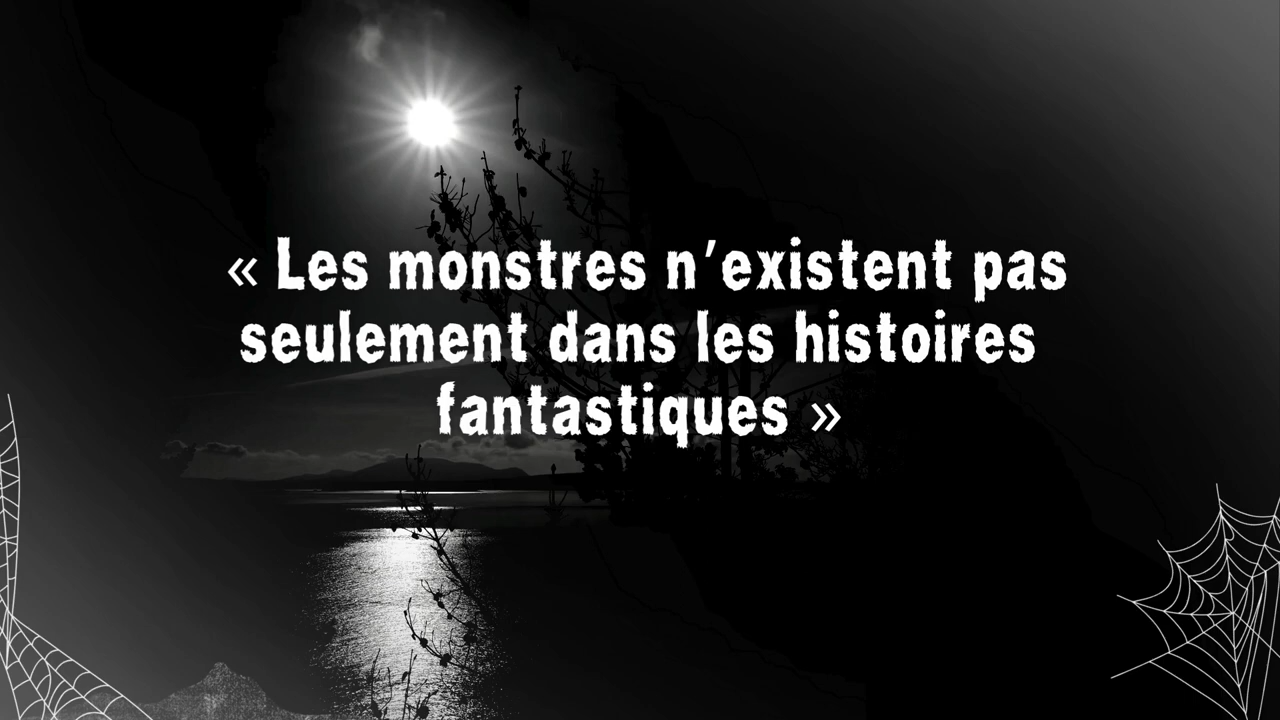 « Les monstres n’existent pas
seulement dans les histoires
fantastiques »